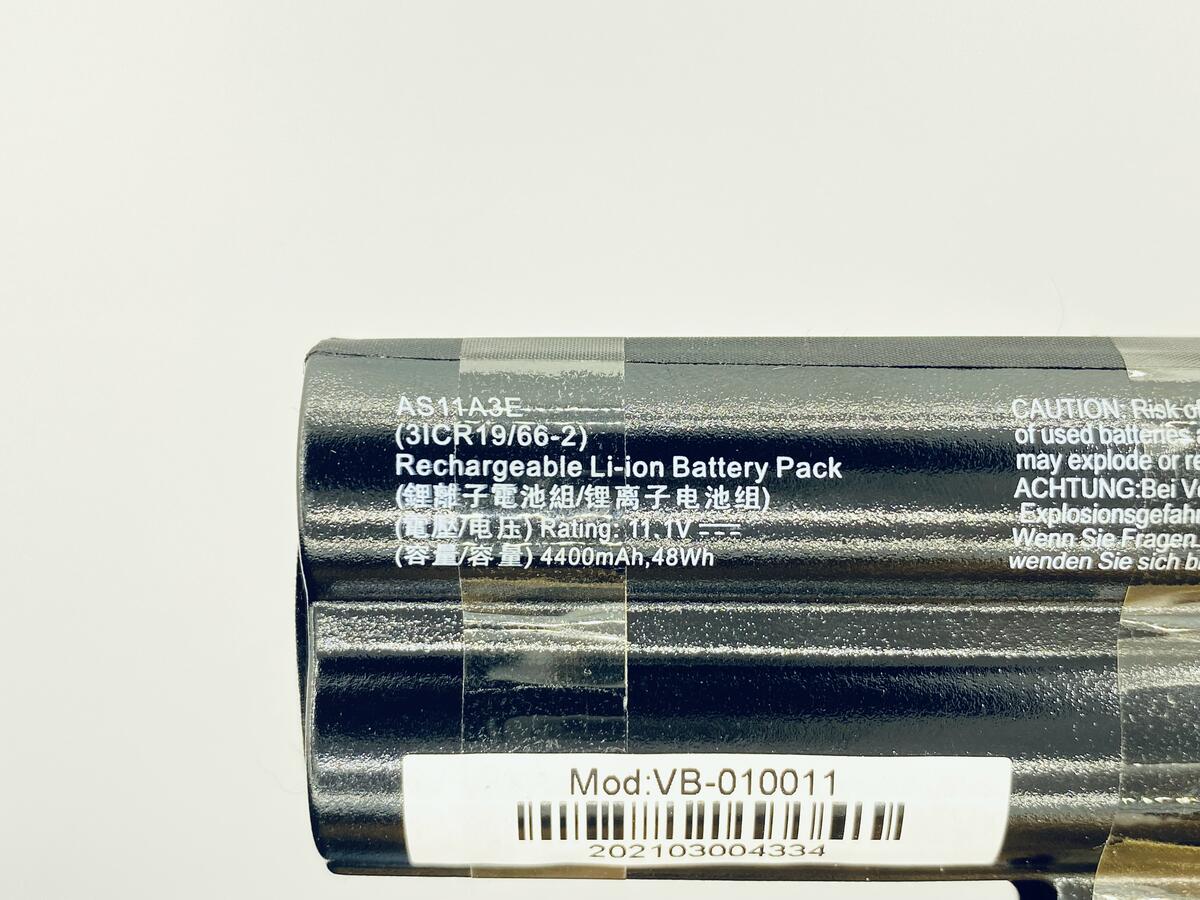 AS11A3E
(3ICR19/66-2)
Rechargeable Li-ion Battery Pack
(鋰離子電池組/锂离子电池组)
(電壓/电压) Rating: 11.1V
(容量/容量) 4400mAh,48Wh
CAUTION: Risk
of used batteries
may explode or
ACHTUNG:Bei
Explosionsgefahr
Wenn Sie Fragen
wenden Sie sich
Mod:VB-010011
202103004334